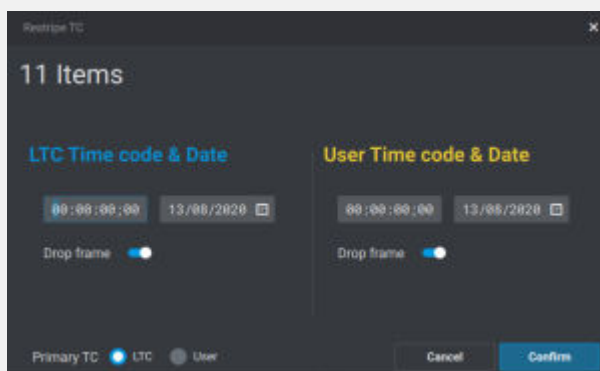 Restripe TC
11 Items
LTC Time code & Date
User Time code & Date
00:00:00;00 13/08/2020
00:00:00;00 13/08/2020
Drop frame
Drop frame
Primary TC LTC User
Cancel
Confirm